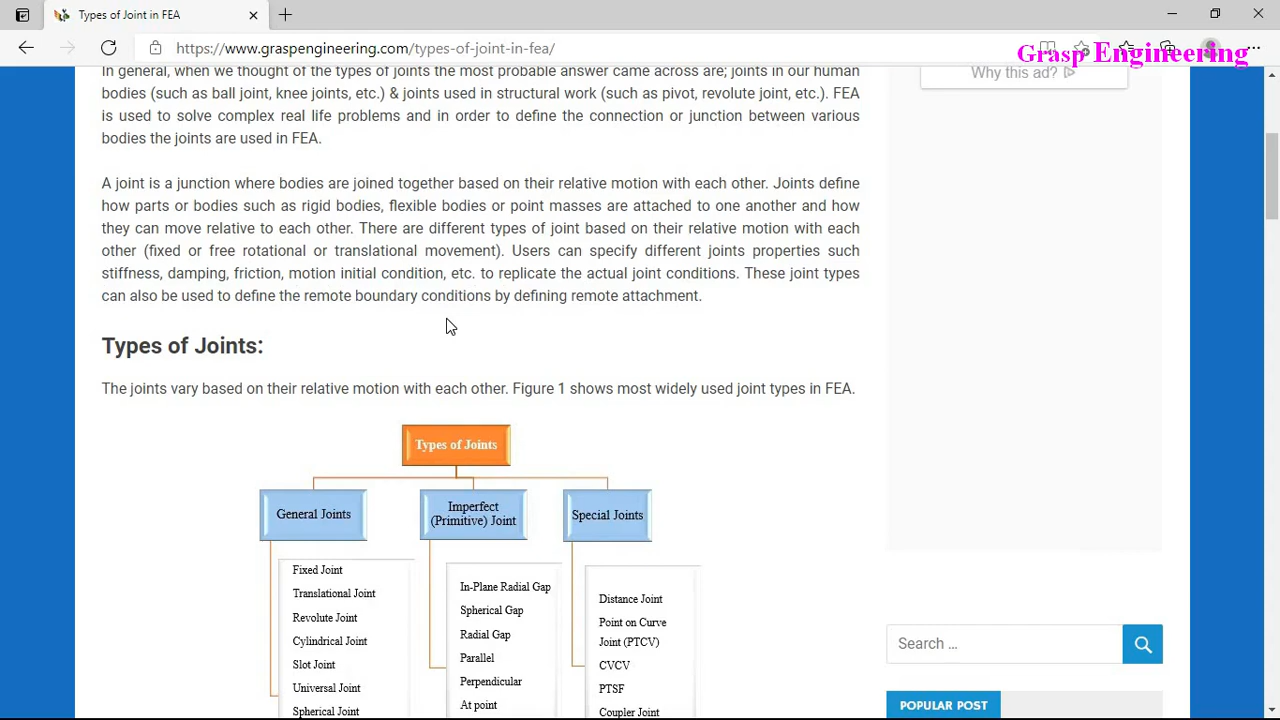 Types of Joint in FEA
https://www.graspengineering.com/types-of-joint-in-fea/
Grasp Engineering
In general, when we thought of the types of joints the most probable answer came across are; joints in our human
bodies (such as ball joint, knee joints, etc.) & joints used in structural work (such as pivot, revolute joint, etc.). FEA
is used to solve complex real life problems and in order to define the connection or junction between various
bodies the joints are used in FEA.
Why this ad?
A joint is a junction where bodies are joined together based on their relative motion with each other. Joints define
how parts or bodies such as rigid bodies, flexible bodies or point masses are attached to one another and how
they can move relative to each other. There are different types of joint based on their relative motion with each
other (fixed or free rotational or translational movement). Users can specify different joints properties such
stiffness, damping, friction, motion initial condition, etc. to replicate the actual joint conditions. These joint types
can also be used to define the remote boundary conditions by defining remote attachment.
Types of Joints:
The joints vary based on their relative motion with each other. Figure 1 shows most widely used joint types in FEA.
Types of Joints
General Joints
Fixed Joint
Translational Joint
Revolute Joint
Cylindrical Joint
Slot Joint
Universal Joint
Spherical Joint
Imperfect
(Primitive) Joint
In-Plane Radial Gap
Spherical Gap
Radial Gap
Parallel
Perpendicular
At point
Special Joints
Distance Joint
Point on Curve
Joint (PTCV)
CVCV
PTSF
Coupler Joint
Search …
POPULAR POST